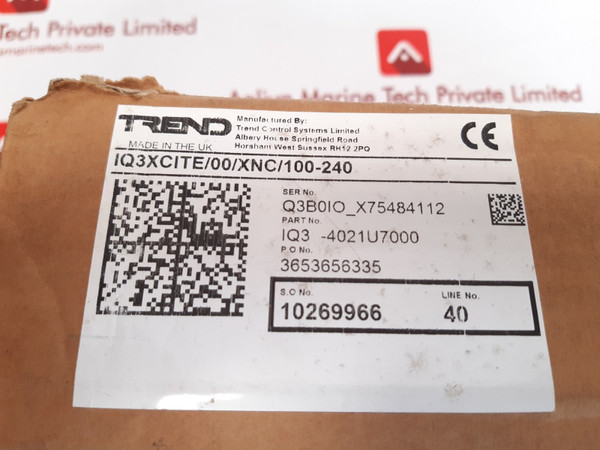 Tech Private Limited
amarinetech.com
Marine Tech Private Limited
TREND
MADE IN THE UK
Manufactured By:
Trend Control Systems Limited
Albery House Springfield Road
Horsham West Sussex RH12 2PQ
CE
IQ3XCITE/00/XNC/100-240
SER No.
Q3B0IO_X75484112
PART No.
IQ3 -4021U7000
P.O No.
3653656335
S.O No.
LINE No.
10269966
40